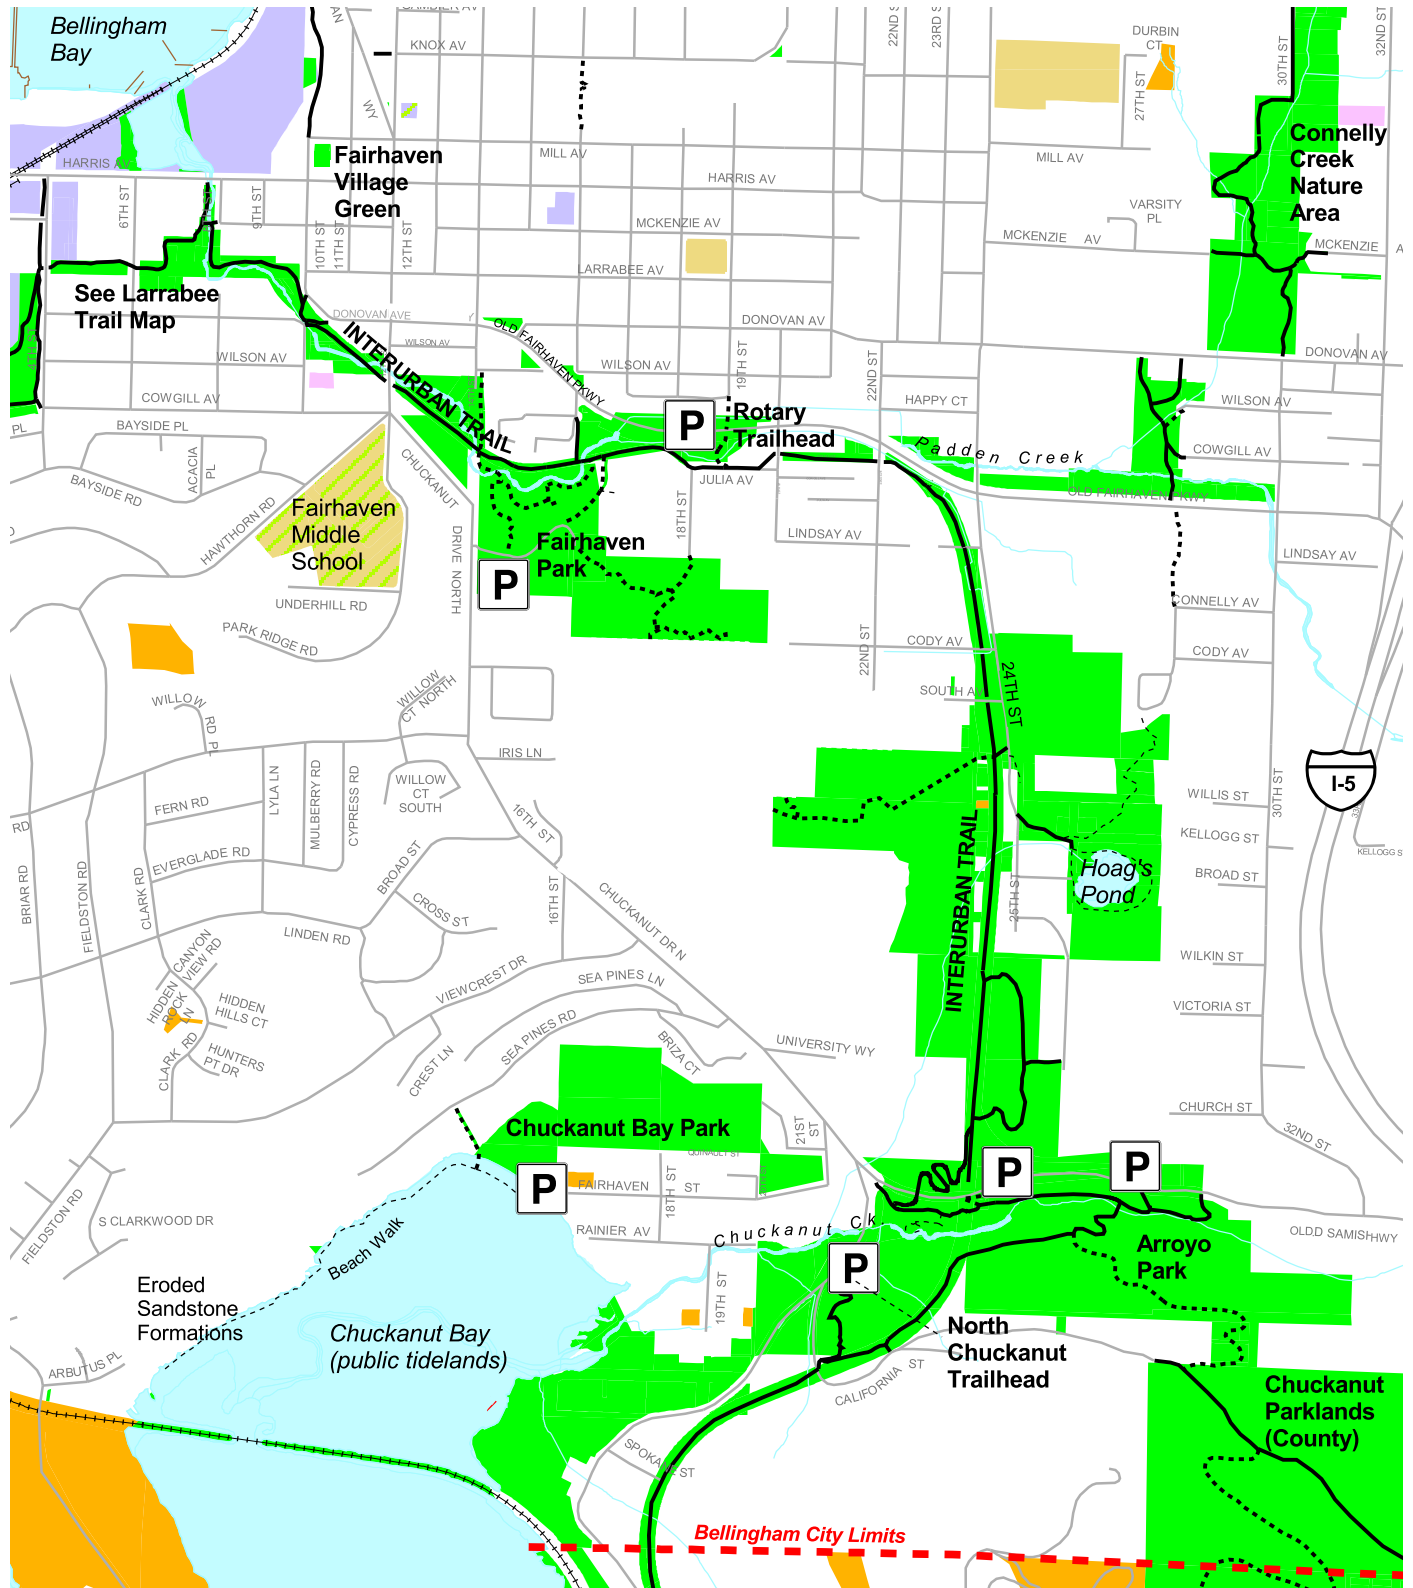 Bellingham
Bay
KNOX AV
WY
22ND S
23RD S
DURBIN
CT
27TH ST
30TH ST
32ND ST
HARRIS AV
Fairhaven
Village
Green
MILL AV
HARRIS AV
MILL AV
Connelly
Creek
Nature
Area
6TH ST
9TH ST
10TH ST
11TH ST
12TH ST
MCKENZIE AV
VARSITY
PL
MCKENZIE AV
MCKENZIE A
LARRABEE AV
See Larrabee
Trail Map
DONOVAN AVE
OLD FAIRHAVEN PKWY
DONOVAN AV
DONOVAN AV
4TH ST
WILSON AV
WILSON AV
WILSON AV
19TH ST
22ND ST
INTERURBAN TRAIL
COWGILL AV
HAPPY CT
WILSON AV
PL
BAYSIDE PL
P
Rotary
Trailhead
Padden Creek
COWGILL AV
ACACIA
PL
BAYSIDE RD
HAWTHORN RD
CHUCKANUT
DRIVE NORTH
JULIA AV
OLD FAIRHAVEN PKWY
Fairhaven
Middle
School
18TH ST
LINDSAY AV
LINDSAY AV
Fairhaven
Park
P
UNDERHILL RD
CONNELLY AV
PARK RIDGE RD
22ND ST
CODY AV
CODY AV
SOUTH AV
24TH ST
WILLOW
RD PL
WILLOW
CT NORTH
IRIS LN
I-5
FERN RD
LYLA LN
MULBERRY RD
CYPRESS RD
WILLOW
CT
SOUTH
16TH ST
WILLIS ST
30TH ST
RD
KELLOGG ST
KELLOGG S
EVERGLADE RD
BROAD ST
INTERURBAN TRAIL
Hoag's
Pond
BROAD ST
BRIAR RD
FIELDSTON RD
CLARK RD
CROSS ST
16TH ST
25TH ST
CHUCKANUT DR N
LINDEN RD
CANYON
VIEW RD
WILKIN ST
VIEWCREST DR
SEA PINES LN
HIDDEN
ROCK
LN
HIDDEN
HILLS CT
VICTORIA ST
SEA PINES RD
BRIZA CT
UNIVERSITY WY
CLARK RD
HUNTERS
PT DR
CREST LN
CHURCH ST
Chuckanut Bay Park
21ST
ST
32ND ST
QUINAULT ST
P
P
P
FAIRHAVEN ST
18TH ST
FIELDSTON RD
S CLARKWOOD DR
RAINIER AV
Chuckanut Ck
OLDD SAMISHWY
Beach Walk
P
Arroyo
Park
Eroded
Sandstone
Formations
19TH ST
Chuckanut Bay
(public tidelands)
North
Chuckanut
Trailhead
ARBUTUS PL
CALIFORNIA ST
Chuckanut
Parklands
(County)
SPOKANE ST
Bellingham City Limits